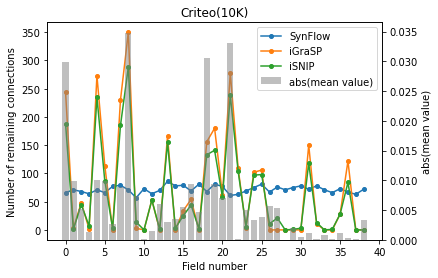 Criteo(10K)
SynFlow
iGraSP
iSNIP
abs(mean value)
Number of remaining connections
350
300
250
200
150
100
50
0
0.035
0.030
0.025
0.020
0.015
0.010
0.005
0.000
abs(mean value)
0 5 10 15 20 25 30 35 40
Field number